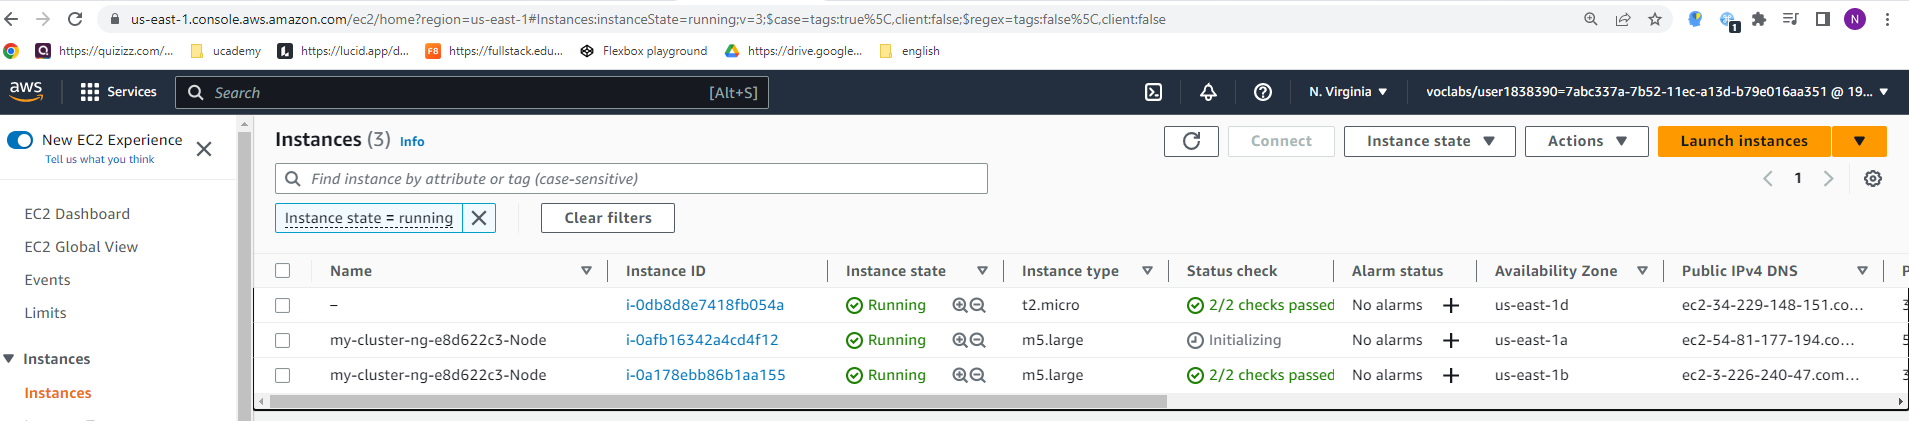 us-east-1.console.aws.amazon.com/ec2/home?region=us-east-1#Instances:instanceState=running;v=3;$case=tags:true%5C,client:false;$regex=tags:false%5C,client:false
1
N
https://quizizz.com/... ucademy https://lucid.app/d... F8 https://fullstack.edu... Flexbox playground https://drive.google... english
aws Services Search [Alt+S] N. Virginia voclabs/user1838390=7abc337a-7b52-11ec-a13d-b79e016aa351 @ 19...
New EC2 Experience
Tell us what you think
EC2 Dashboard
EC2 Global View
Events
Limits
Instances
Instances
Instances (3) Info Connect Instance state Actions Launch instances
Find instance by attribute or tag (case-sensitive) 1
Instance state = running Clear filters
Name Instance ID Instance state Instance type Status check Alarm status Availability Zone Public IPv4 DNS
– i-0db8d8e7418fb054a Running t2.micro 2/2 checks passed No alarms us-east-1d ec2-34-229-148-151.co...
my-cluster-ng-e8d622c3-Node i-0afb16342a4cd4f12 Running m5.large Initializing No alarms us-east-1a ec2-54-81-177-194.co...
my-cluster-ng-e8d622c3-Node i-0a178ebb86b1aa155 Running m5.large 2/2 checks passed No alarms us-east-1b ec2-3-226-240-47.com...